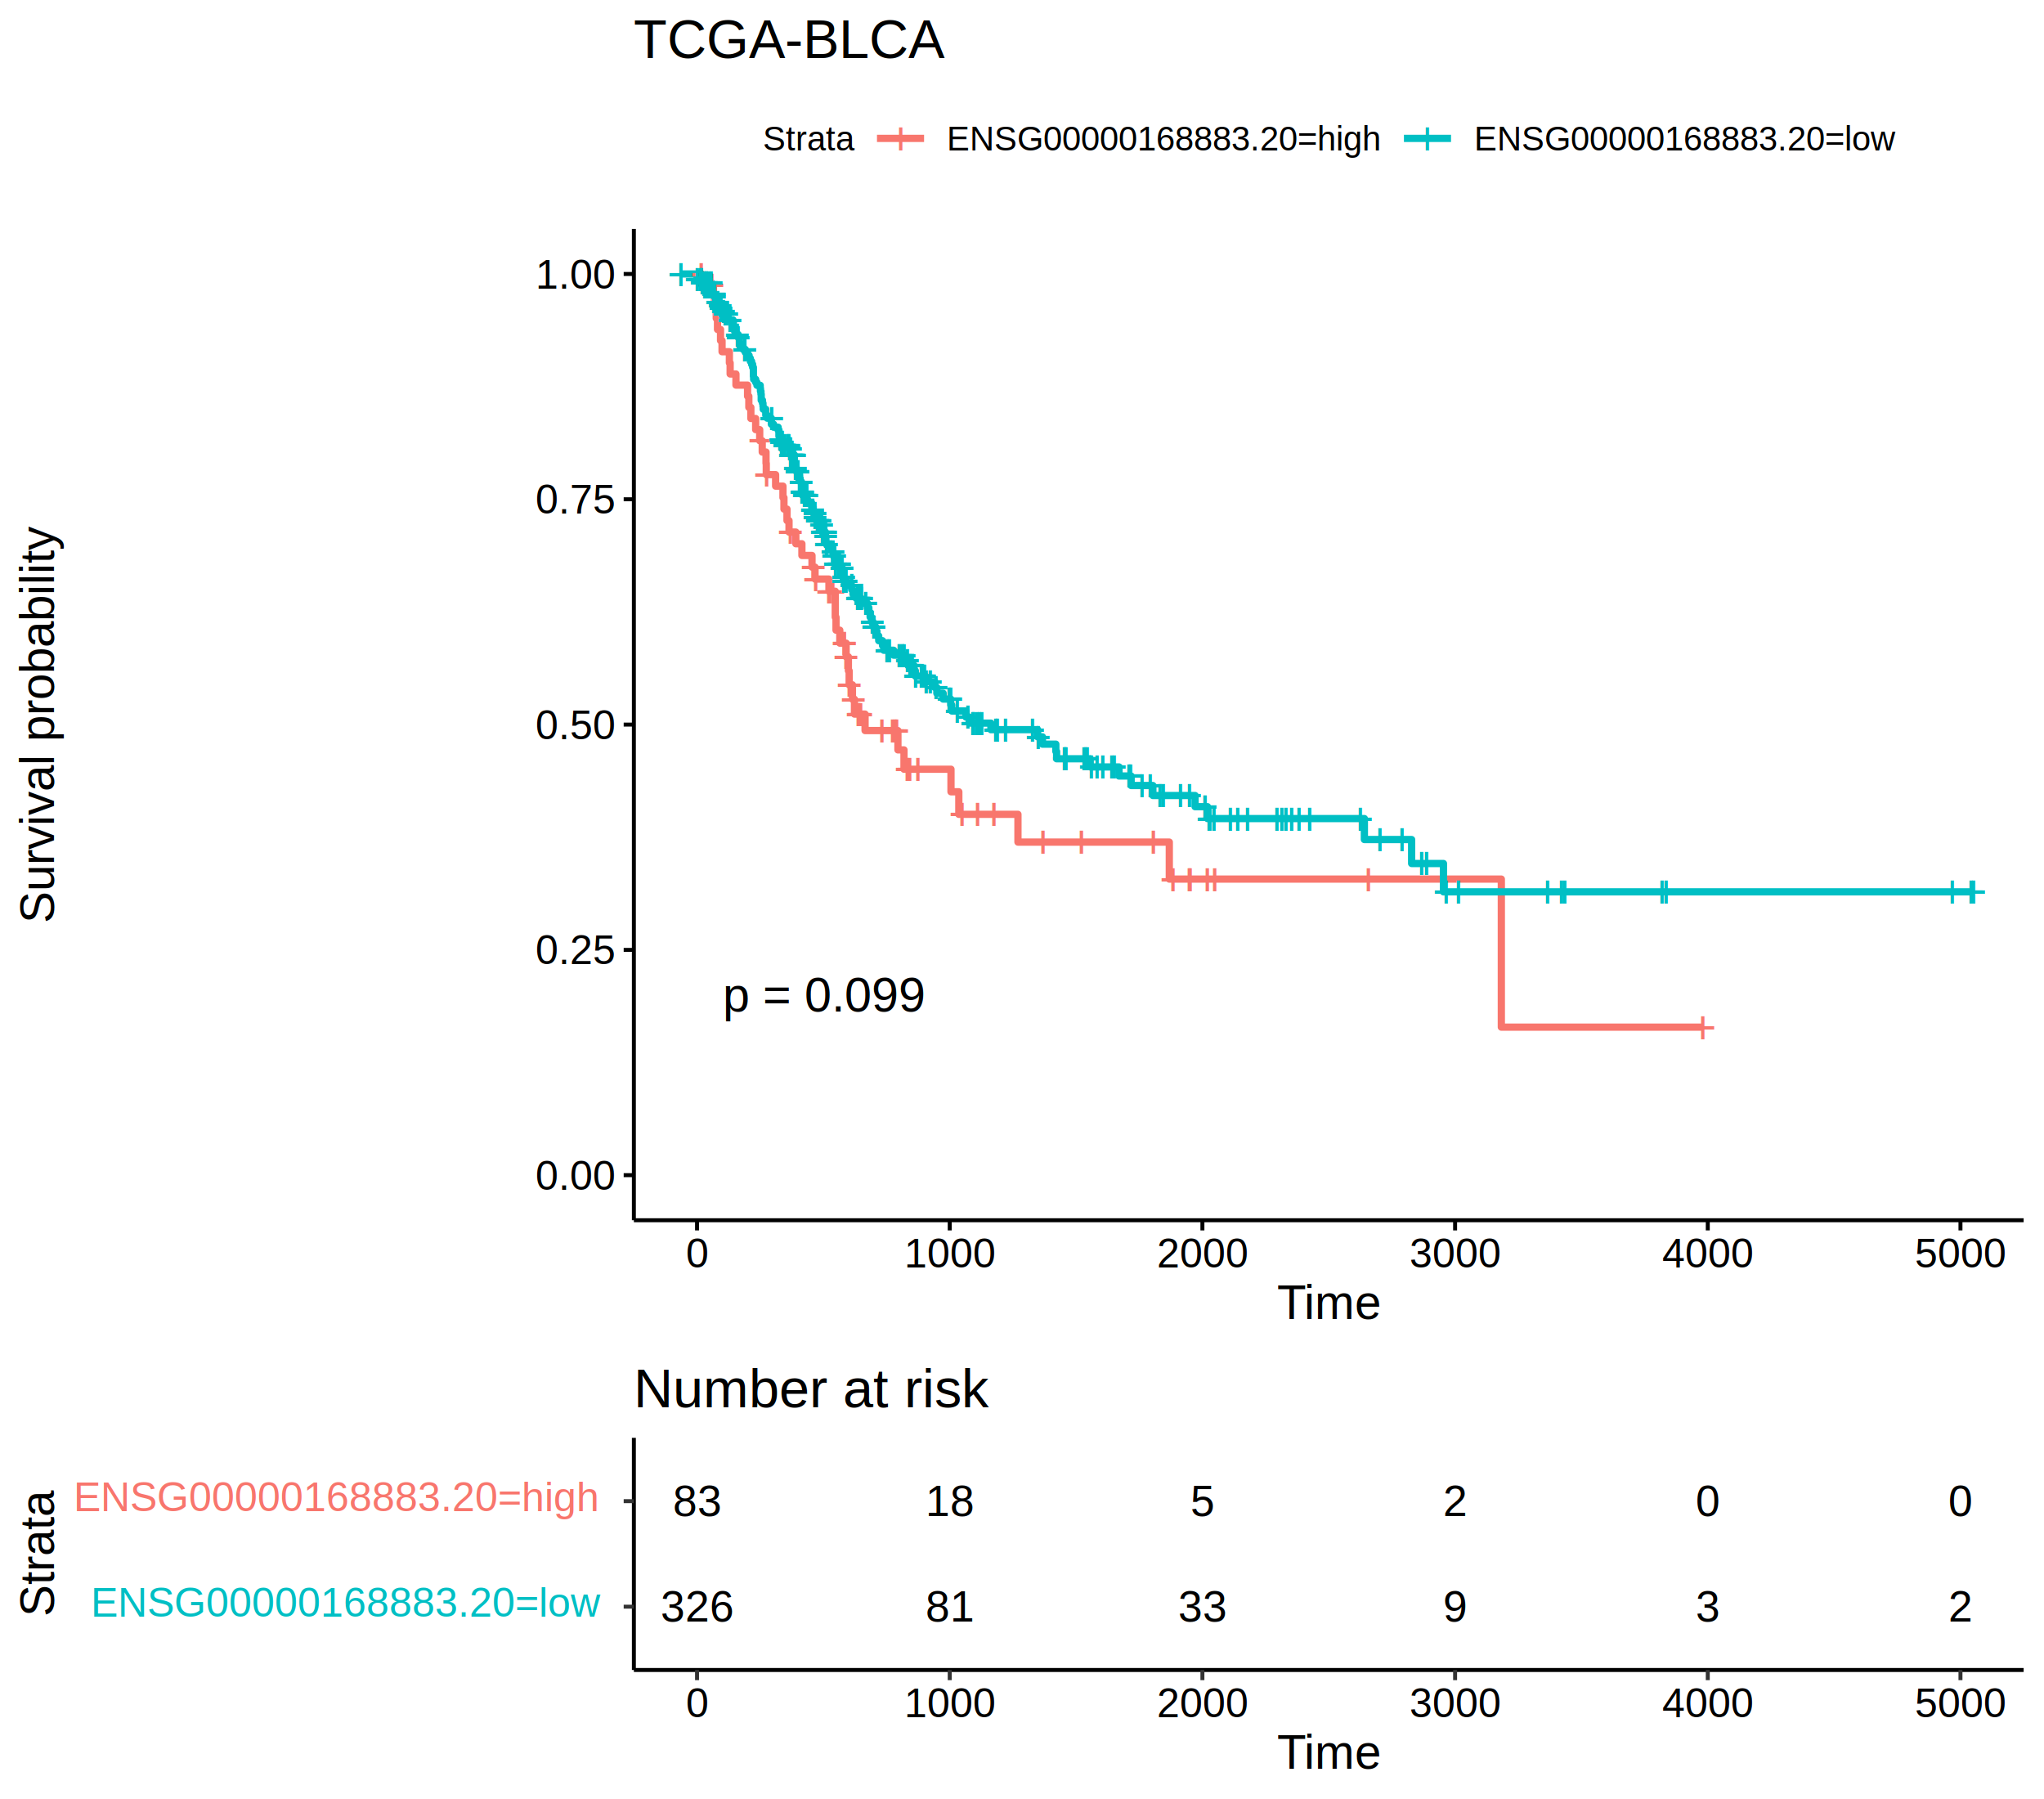 TCGA-BLCA
Strata ENSG00000168883.20=high ENSG00000168883.20=low
Survival probability
1.00
0.75
0.50
0.25
0.00
p = 0.099
0 1000 2000 3000 4000 5000
Time
Number at risk
Strata
ENSG00000168883.20=high 83 18 5 2 0 0
ENSG00000168883.20=low 326 81 33 9 3 2
0 1000 2000 3000 4000 5000
Time